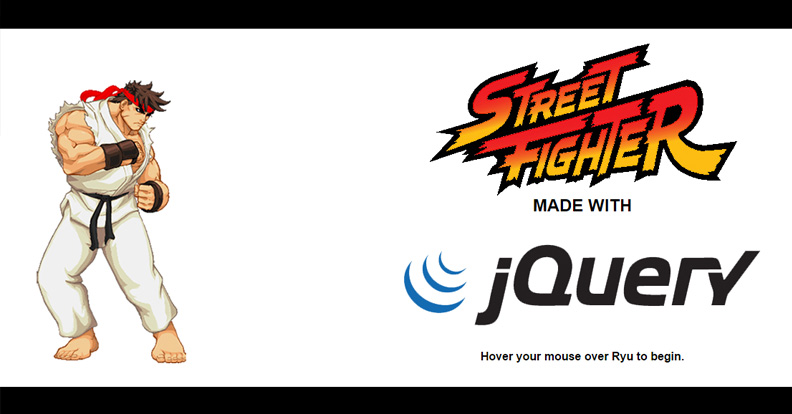 STREET
FIGHTER
MADE WITH
jQuery
Hover your mouse over Ryu to begin.